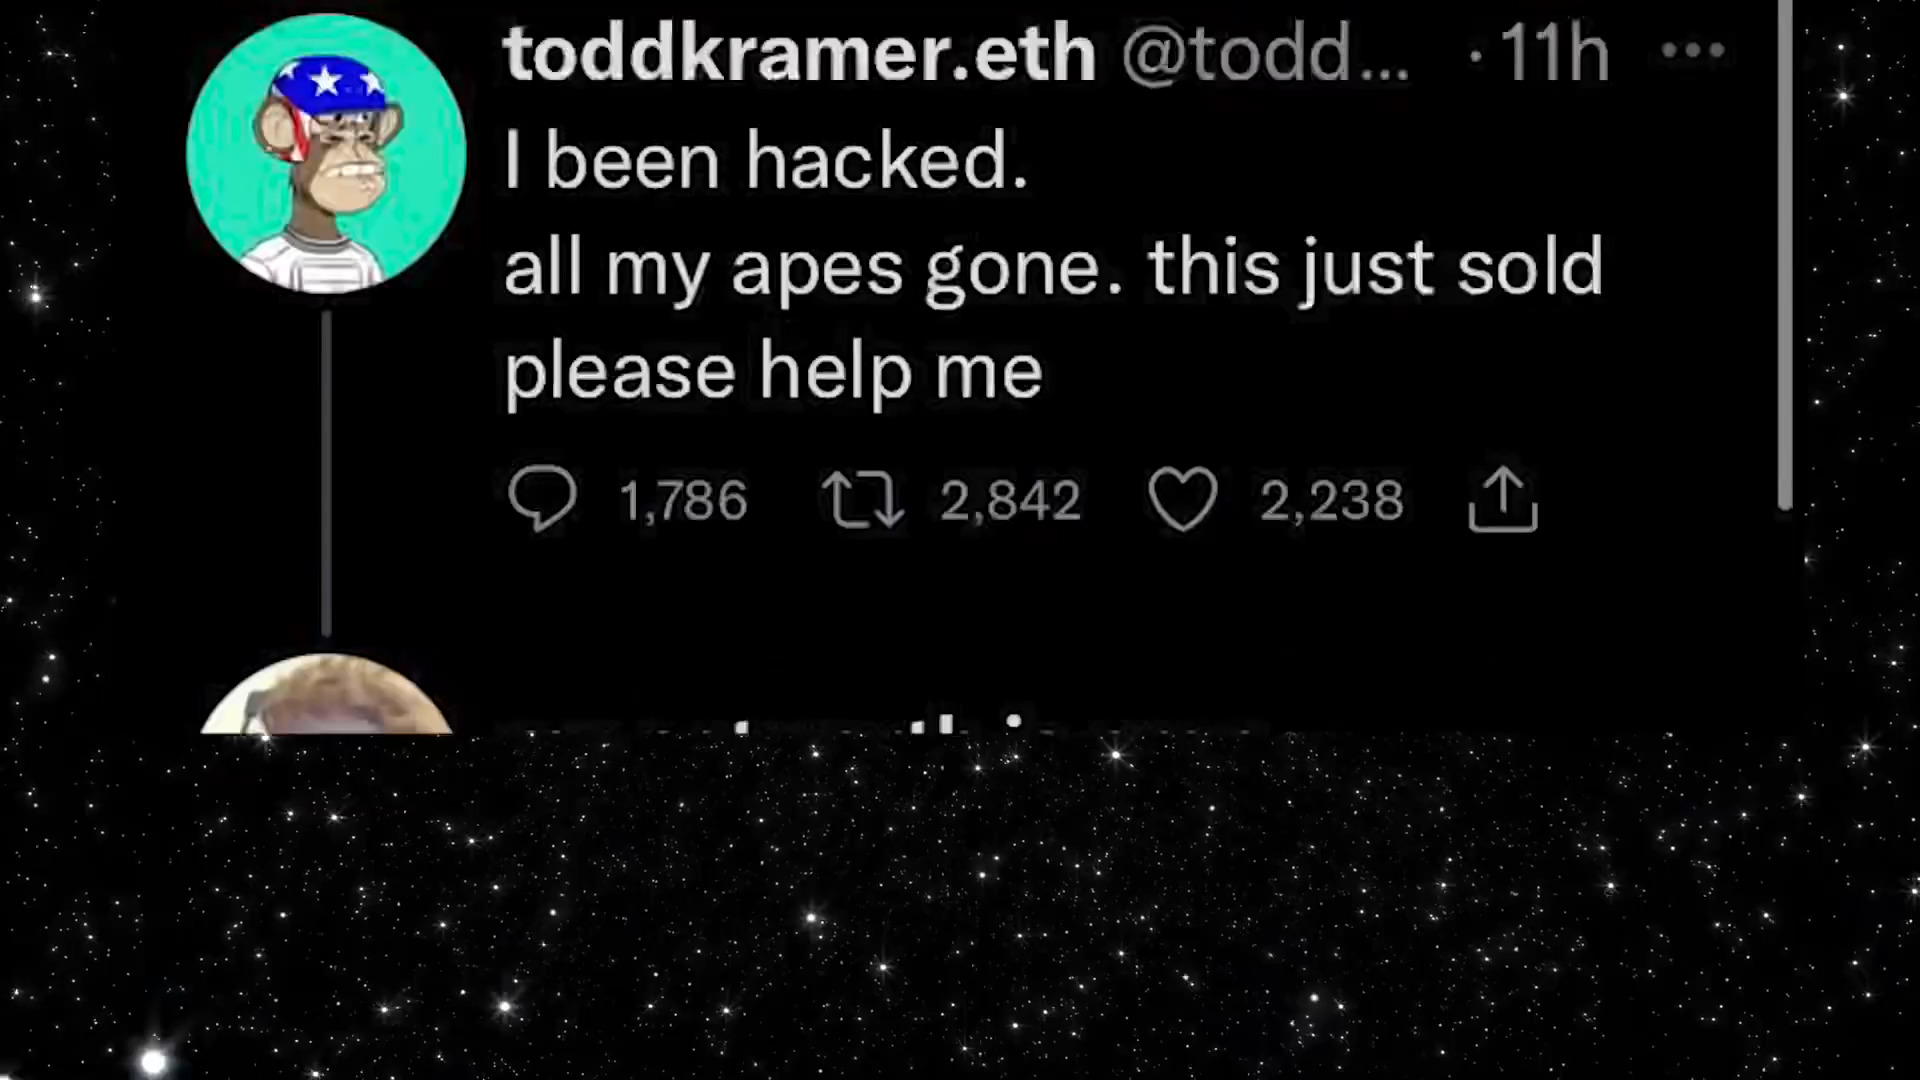 toddkramer.eth @todd... · 11h
I been hacked.
all my apes gone. this just sold
please help me
1,786 2,842 2,238